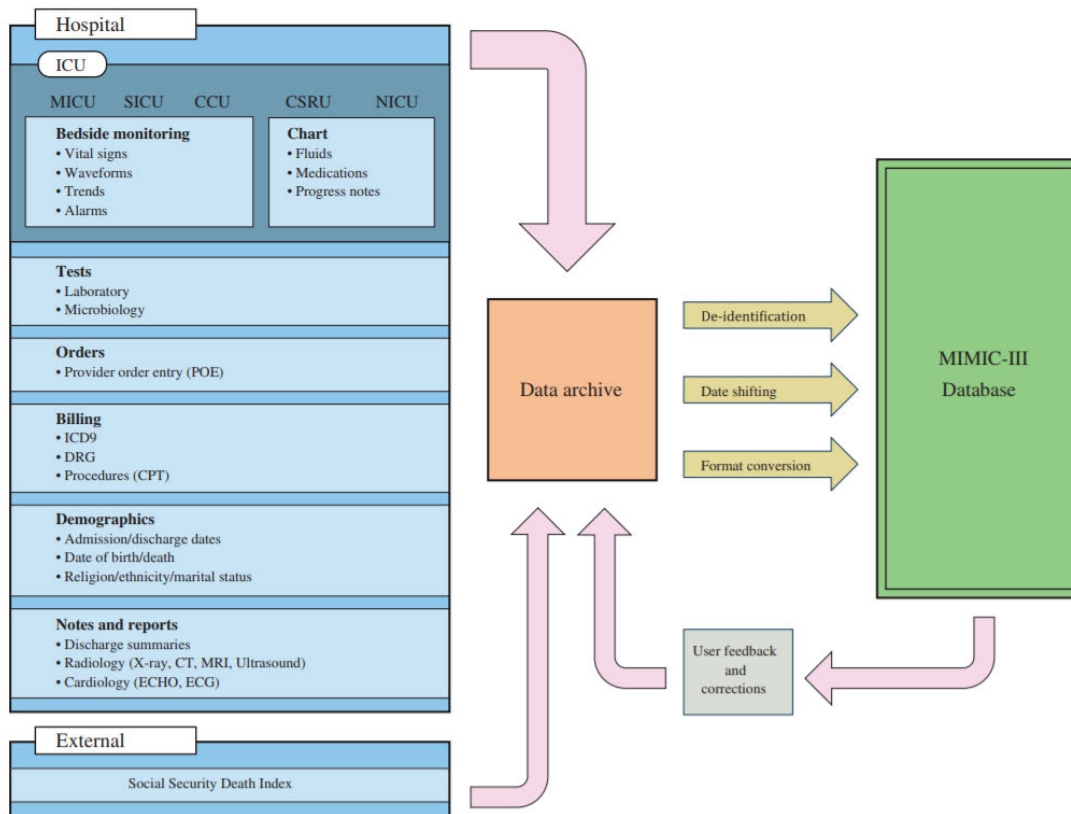 Hospital
ICU
MICU SICU CCU CSRU NICU
Bedside monitoring
• Vital signs
• Waveforms
• Trends
• Alarms
Chart
• Fluids
• Medications
• Progress notes
Tests
• Laboratory
• Microbiology
Orders
• Provider order entry (POE)
Billing
• ICD9
• DRG
• Procedures (CPT)
Demographics
• Admission/discharge dates
• Date of birth/death
• Religion/ethnicity/marital status
Notes and reports
• Discharge summaries
• Radiology (X-ray, CT, MRI, Ultrasound)
• Cardiology (ECHO, ECG)
External
Social Security Death Index
Data archive
De-identification
Date shifting
Format conversion
MIMIC-III
Database
User feedback
and
corrections